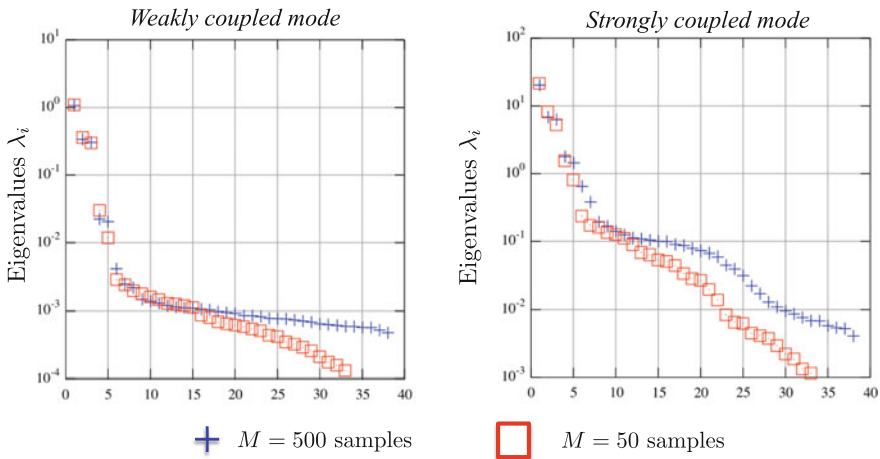 Weakly coupled mode
Strongly coupled mode
Eigenvalues λ_i
10^1
10^0
10^-1
10^-2
10^-3
10^-4
0 5 10 15 20 25 30 35 40
Eigenvalues λ_i
10^2
10^1
10^0
10^-1
10^-2
10^-3
0 5 10 15 20 25 30 35 40
M = 500 samples
M = 50 samples